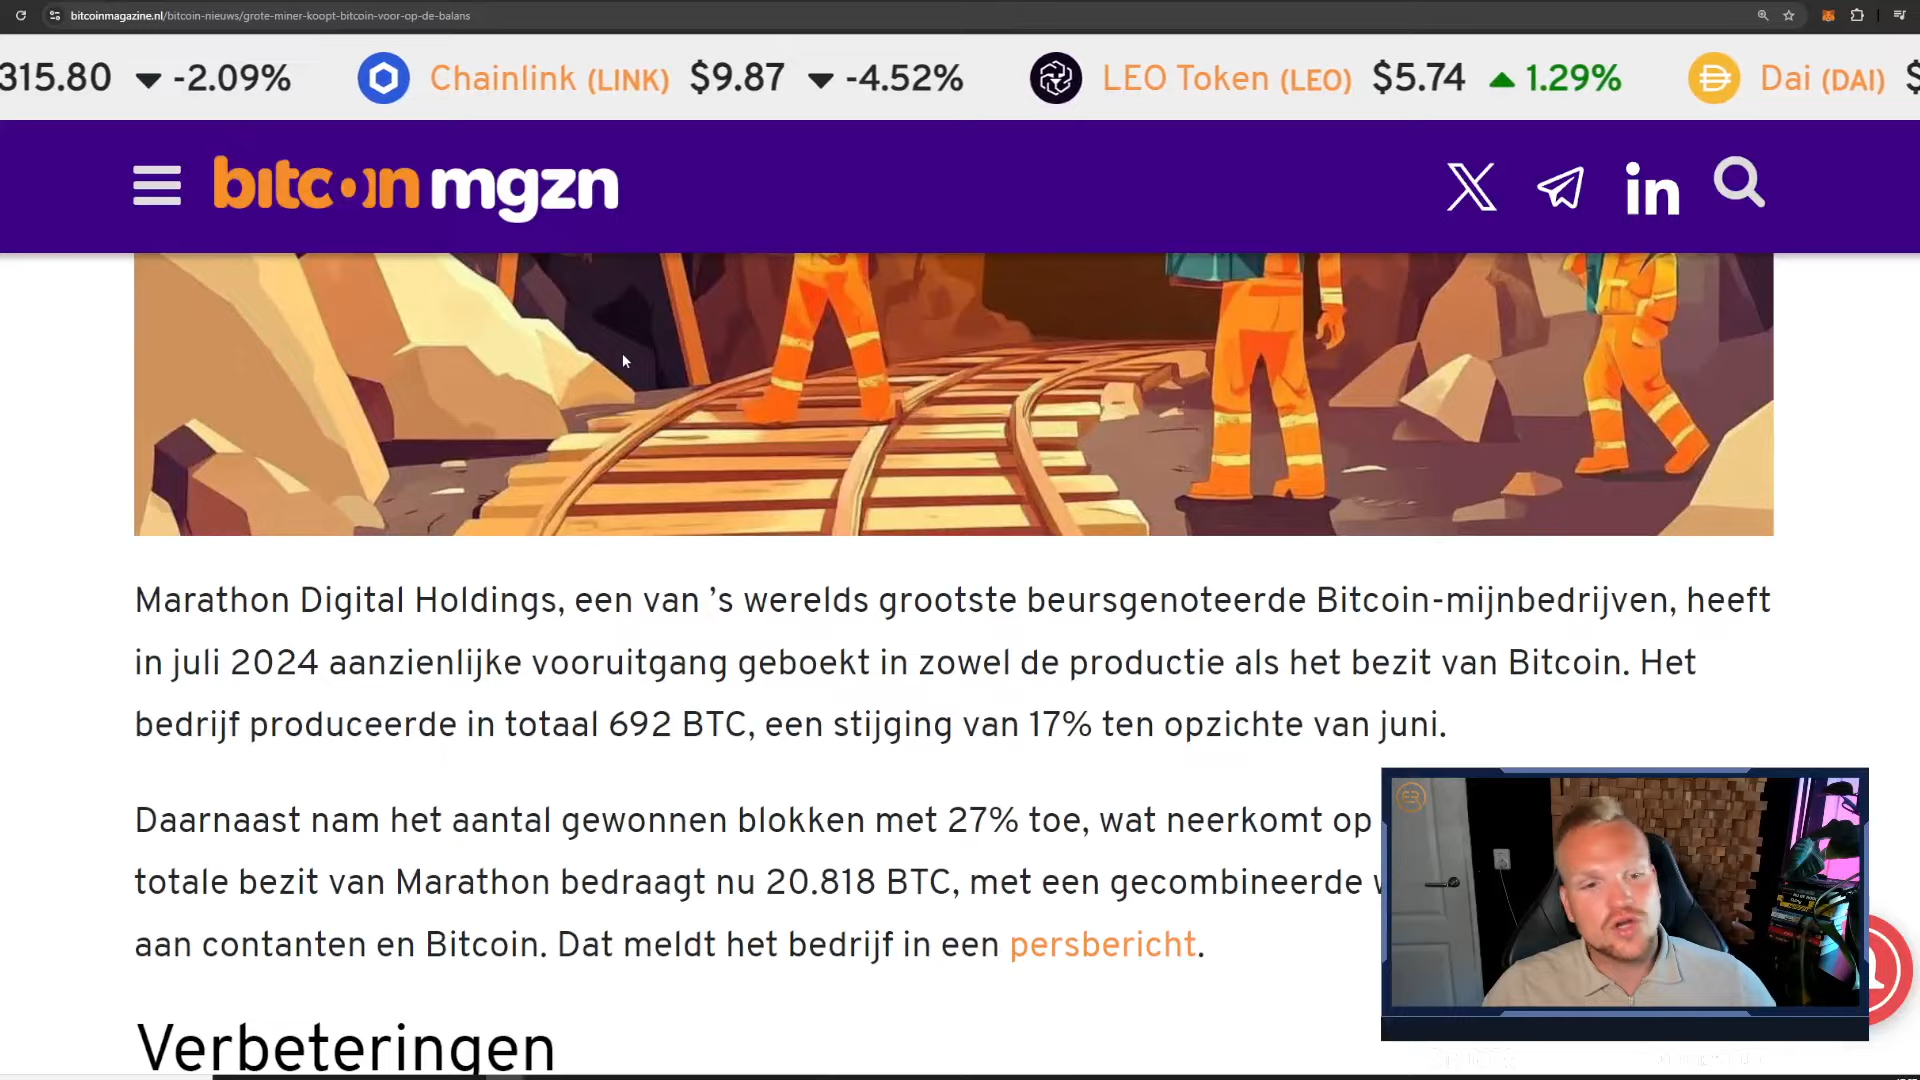 bitcoinmagazine.nl/bitcoin-nieuws/grote-miner-koopt-bitcoin-voor-op-de-balans
315.80 -2.09% Chainlink (LINK) $9.87 -4.52% LEO Token (LEO) $5.74 1.29% Dai (DAI) $
bitcoin mgzn
Marathon Digital Holdings, een van ’s werelds grootste beursgenoteerde Bitcoin-mijnbedrijven, heeft
in juli 2024 aanzienlijke vooruitgang geboekt in zowel de productie als het bezit van Bitcoin. Het
bedrijf produceerde in totaal 692 BTC, een stijging van 17% ten opzichte van juni.
Daarnaast nam het aantal gewonnen blokken met 27% toe, wat neerkomt op
totale bezit van Marathon bedraagt nu 20.818 BTC, met een gecombineerde
aan contanten en Bitcoin. Dat meldt het bedrijf in een persbericht.
Verbeteringen